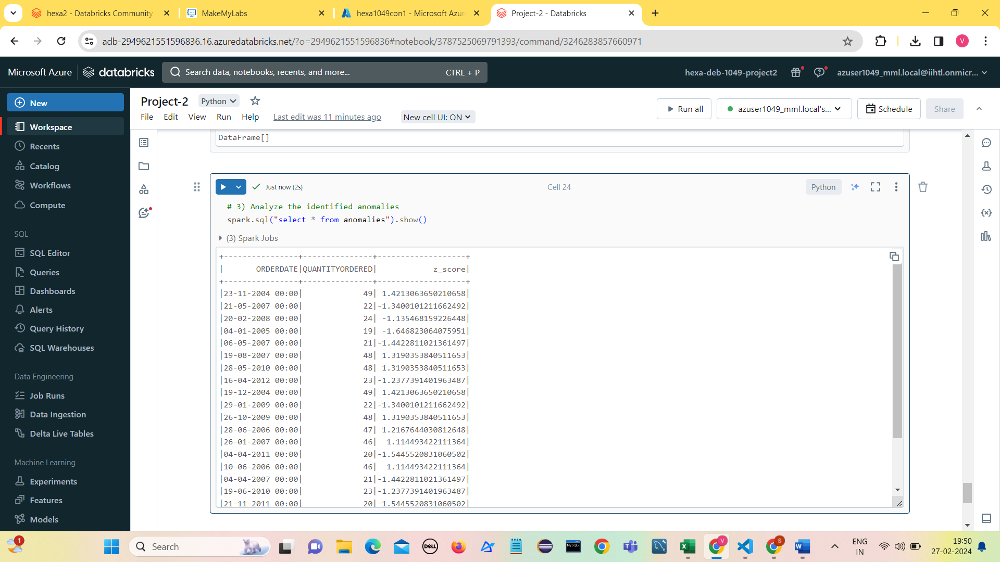 hexa2 - Databricks Community
MakeMyLabs
hexa1049con1 - Microsoft Azur
Project-2 - Databricks
adb-2949621551596836.16.azuredatabricks.net/?o=2949621551596836#notebook/3787525069791393/command/3246283857660971
V
Microsoft Azure
databricks
Search data, notebooks, recents, and more...
CTRL + P
hexa-deb-1049-project2
azuser1049_mml.local@iihtl.onmicr...
New
Workspace
Recents
Catalog
Workflows
Compute
SQL
SQL Editor
Queries
Dashboards
Alerts
Query History
SQL Warehouses
Data Engineering
Job Runs
Data Ingestion
Delta Live Tables
Machine Learning
Experiments
Features
Models
Project-2
Python
File Edit View Run Help
Last edit was 11 minutes ago
New cell UI: ON
Run all
azuser1049_mml.local's...
Schedule
Share
DataFrame[]
Just now (2s)
Cell 24
Python
# 3) Analyze the identified anomalies
spark.sql("select * from anomalies").show()
(3) Spark Jobs
+----------------+---------------+-------------------+
|       ORDERDATE|QUANTITYORDERED|            z_score|
+----------------+---------------+-------------------+
|23-11-2004 00:00|             49| 1.4213063650210658|
|21-05-2007 00:00|             22|-1.3400101211662492|
|20-02-2008 00:00|             24| -1.135468159226448|
|04-01-2005 00:00|             19| -1.646823064075951|
|06-05-2007 00:00|             21|-1.4422811021361497|
|19-08-2007 00:00|             48| 1.3190353840511653|
|28-05-2010 00:00|             48| 1.3190353840511653|
|16-04-2012 00:00|             23|-1.2377391401963487|
|19-12-2004 00:00|             49| 1.4213063650210658|
|29-01-2009 00:00|             22|-1.3400101211662492|
|26-10-2009 00:00|             48| 1.3190353840511653|
|28-06-2006 00:00|             47| 1.2167644030812648|
|26-01-2007 00:00|             46|  1.114493422111364|
|04-04-2011 00:00|             20|-1.5445520831060502|
|10-06-2006 00:00|             46|  1.114493422111364|
|04-04-2007 00:00|             21|-1.4422811021361497|
|19-06-2010 00:00|             23|-1.2377391401963487|
|21-11-2011 00:00|             20|-1.5445520831060502|
1
Search
DELL
MySQL
V
S
ENG
IN
19:50
27-02-2024